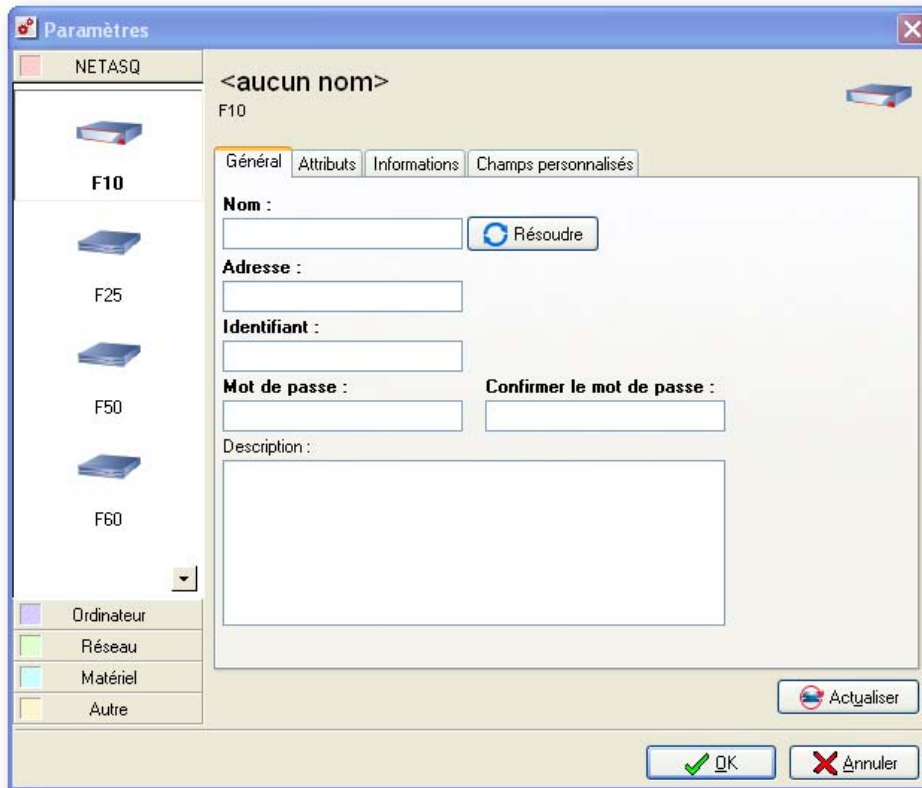 Paramètres
NETASQ
F10
F25
F50
F60
Ordinateur
Réseau
Matériel
Autre
<aucun nom>
F10
Général Attributs Informations Champs personnalisés
Nom :
Résoudre
Adresse :
Identifiant :
Mot de passe : Confirmer le mot de passe :
Description :
Actualiser
OK Annuler